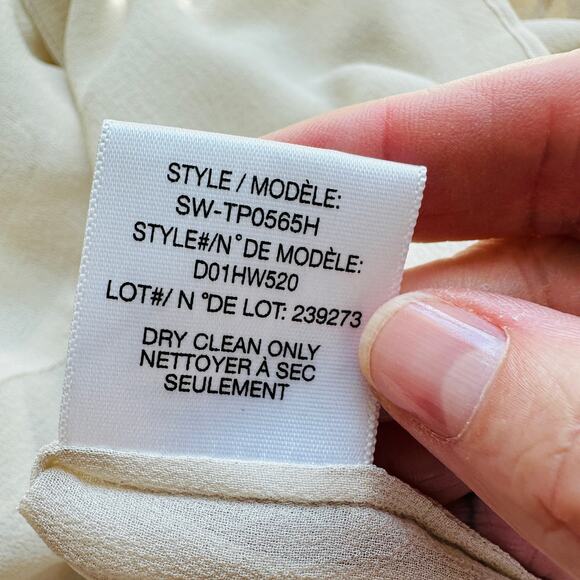 STYLE / MODÈLE:
SW-TP0565H
STYLE#/N°DE MODÈLE:
D01HW520
LOT#/ N °DE LOT: 239273
DRY CLEAN ONLY
NETTOYER À SEC
SEULEMENT